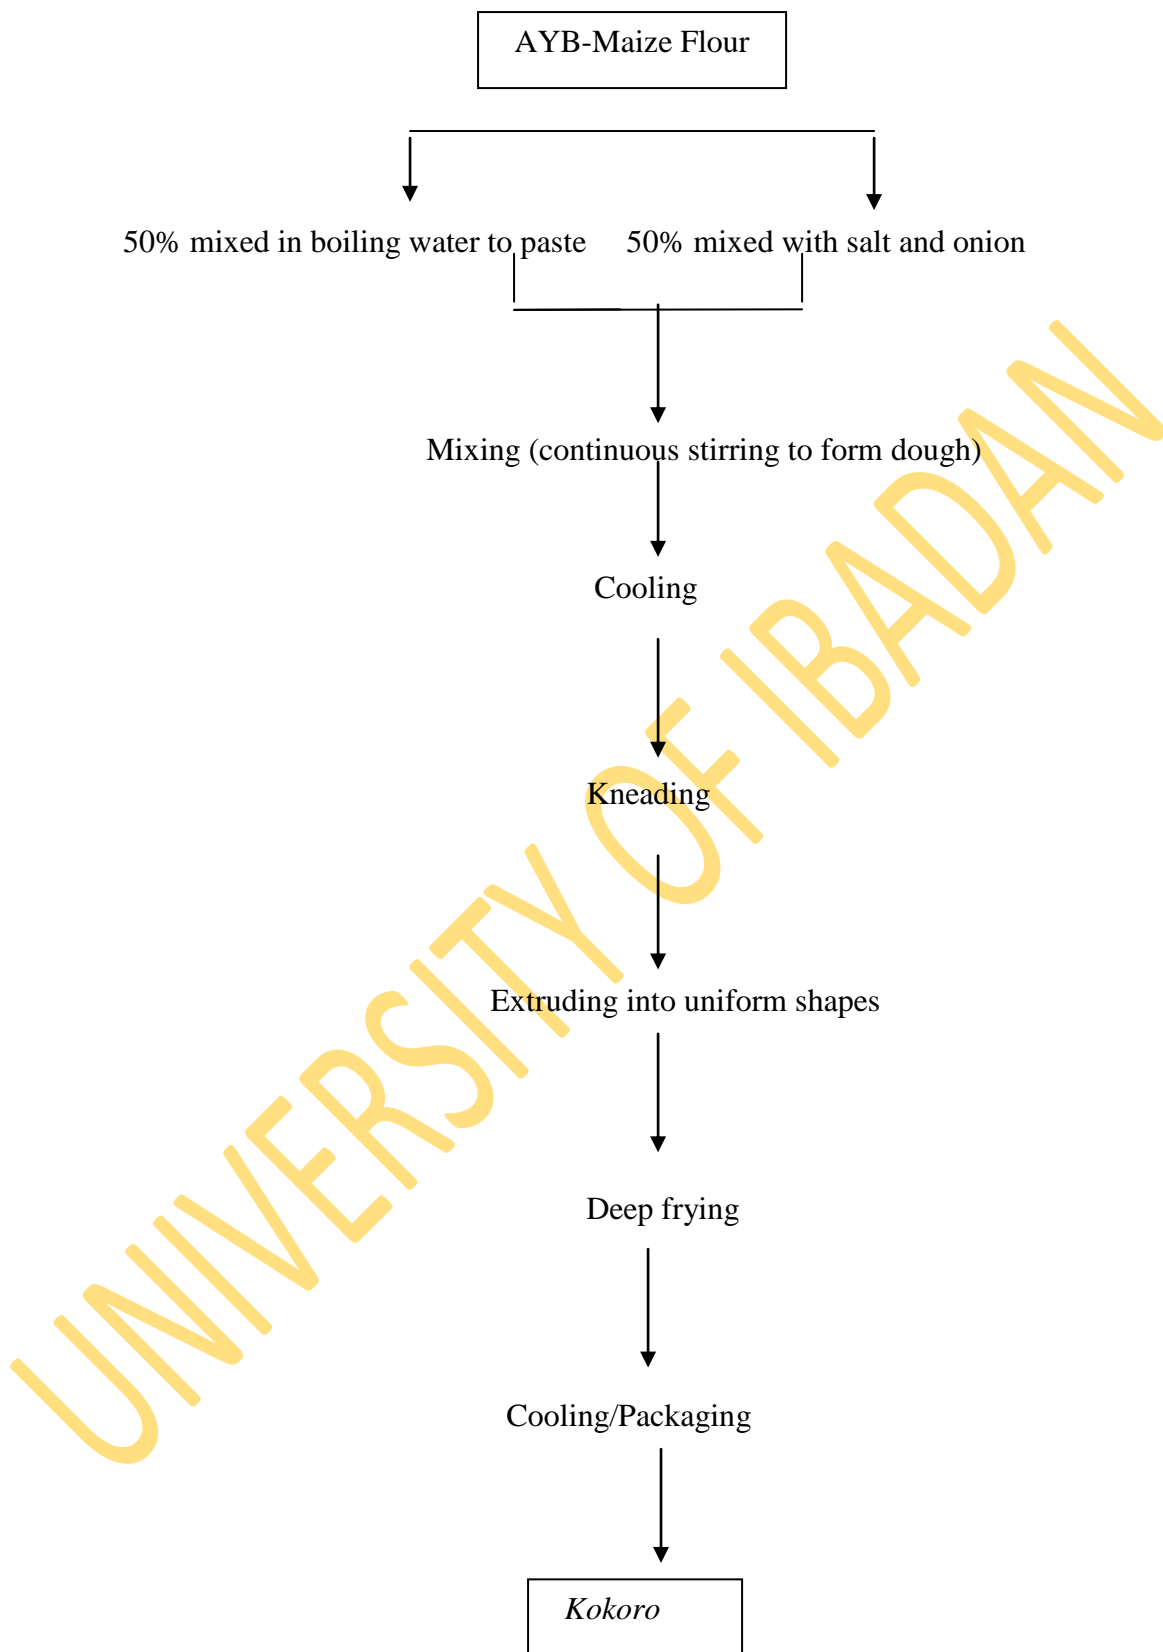 AYB-Maize Flour
50% mixed in boiling water to paste
50% mixed with salt and onion
Mixing (continuous stirring to form dough)
Cooling
Kneading
Extruding into uniform shapes
Deep frying
Cooling/Packaging
Kokoro
UNIVERSITY OF IBADAN